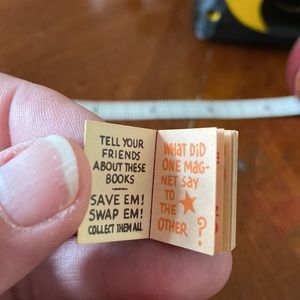 TELL YOUR
FRIENDS
ABOUT THESE
BOOKS
SAVE EM!
SWAP EM!
COLLECT THEM ALL
WHAT DID
ONE MAG-
NET SAY
TO
THE
OTHER ?